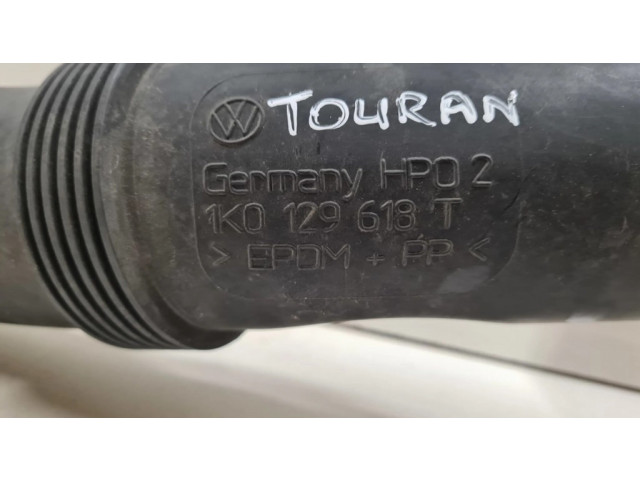 TOURAN
Germany HPO 2
1K0 129 618 T
> EPDM + PP <